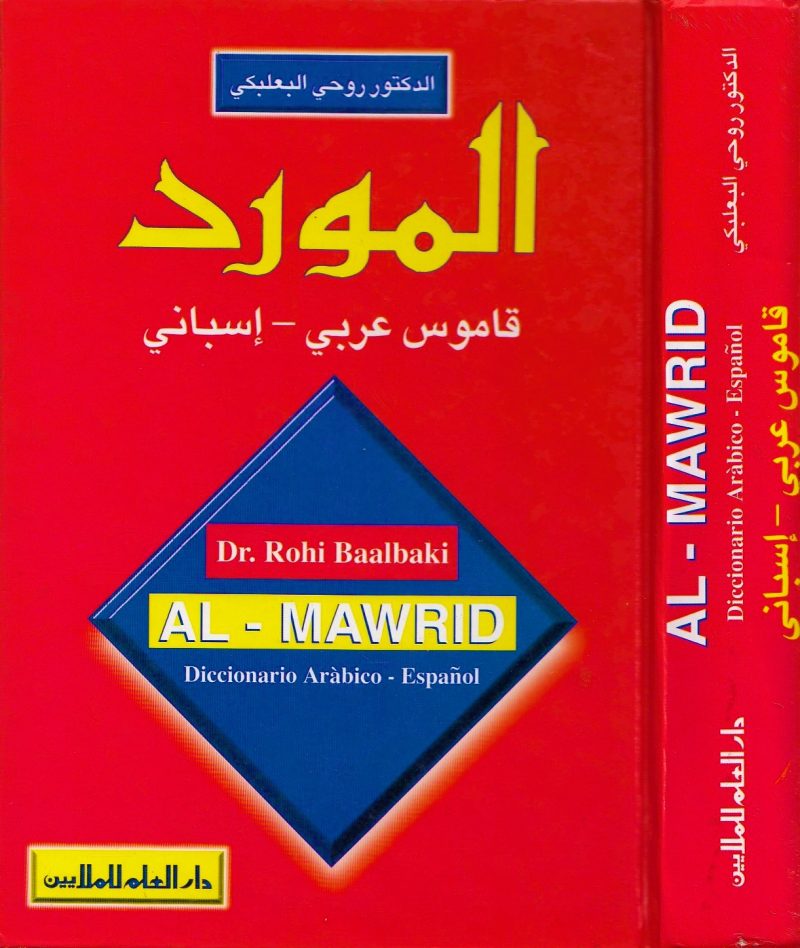 الدكتور روحي البعلبكي
المورد
قاموس عربي - إسباني
Dr. Rohi Baalbaki
AL - MAWRID
Diccionario Aràbico - Español
دار العلم للملايين
الدكتور روحي البعلبكي
AL - MAWRID
Diccionario Aràbico - Español
قاموس عربي - إسباني
دار العلم للملايين